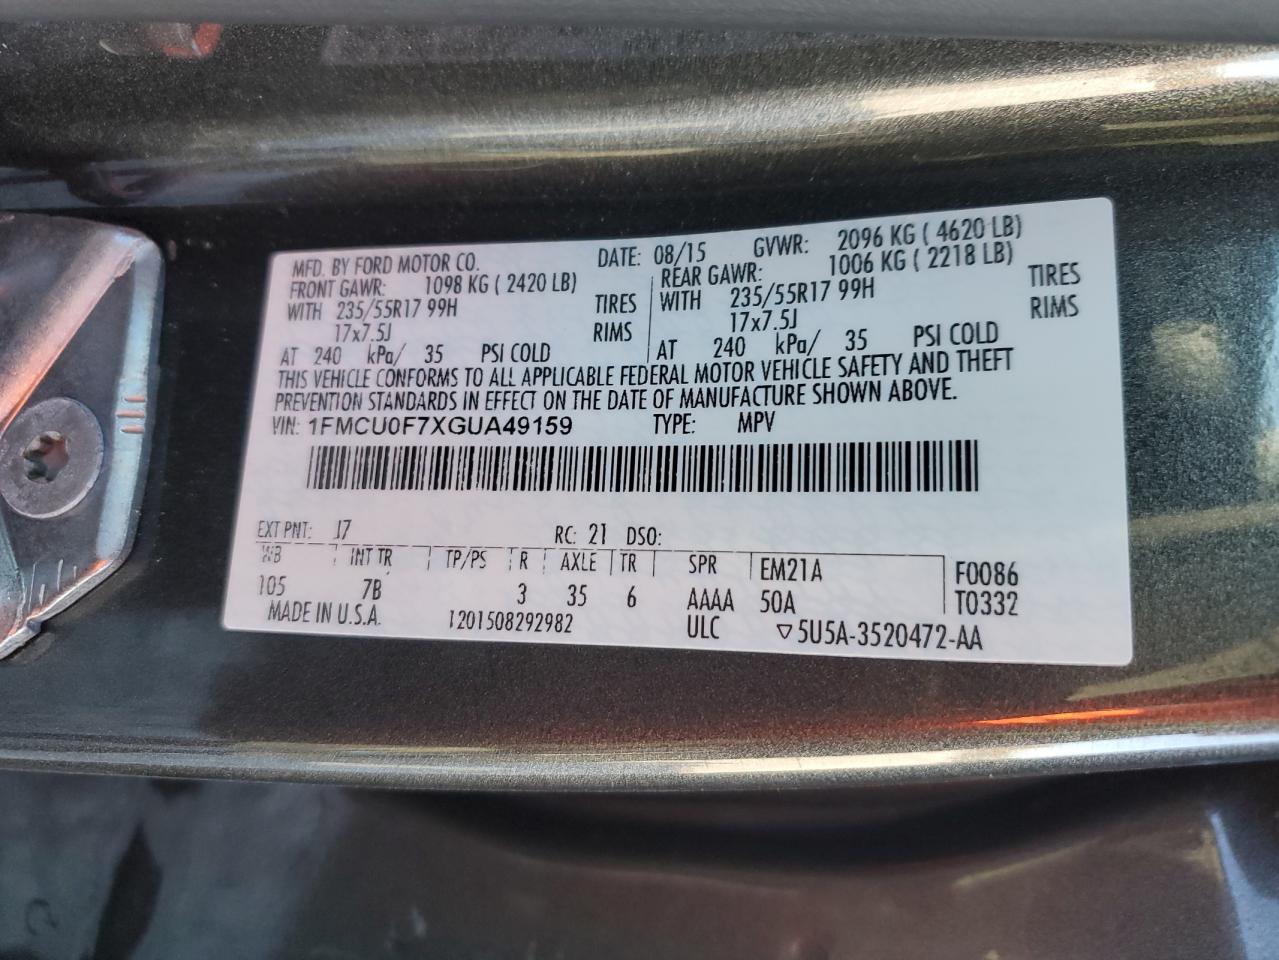 MFD. BY FORD MOTOR CO. DATE: 08/15 GVWR: 2096 KG ( 4620 LB)
FRONT GAWR: 1098 KG ( 2420 LB) REAR GAWR: 1006 KG ( 2218 LB)
WITH 235/55R17 99H TIRES WITH 235/55R17 99H TIRES
17x7.5J RIMS 17x7.5J RIMS
AT 240 kPa/ 35 PSI COLD AT 240 kPa/ 35 PSI COLD
THIS VEHICLE CONFORMS TO ALL APPLICABLE FEDERAL MOTOR VEHICLE SAFETY AND THEFT
PREVENTION STANDARDS IN EFFECT ON THE DATE OF MANUFACTURE SHOWN ABOVE.
VIN: 1FMCU0F7XGUA49159 TYPE: MPV
EXT PNT: J7 RC: 21 DSO:
WB INT TR TP/PS R AXLE TR SPR EM21A F0086
105 7B 3 35 6 AAAA 50A T0332
MADE IN U.S.A. 1201508292982 ULC ▽5U5A-3520472-AA